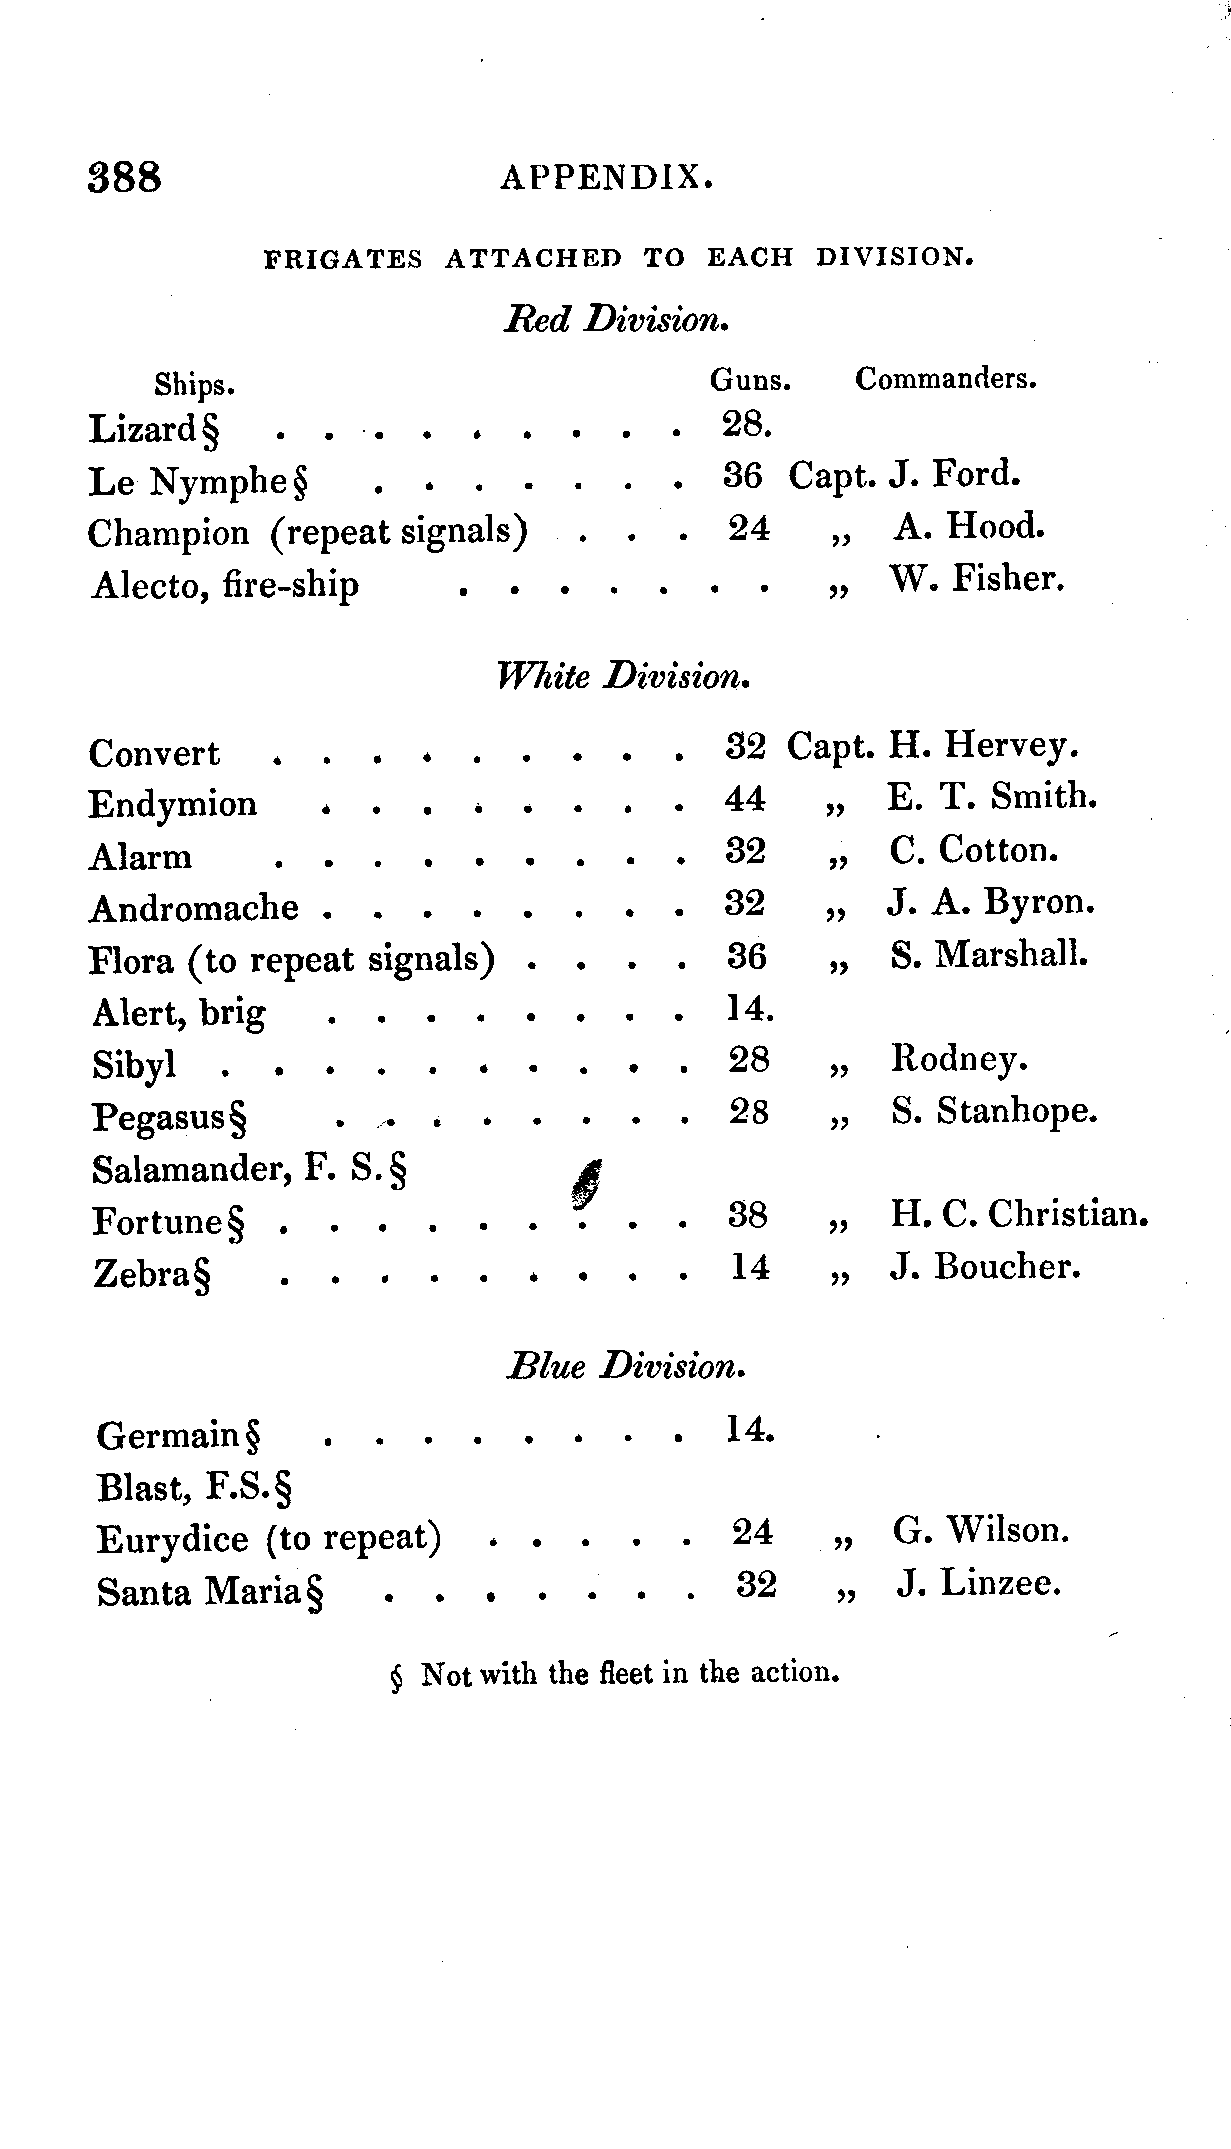 388 APPENDIX.
FRIGATES ATTACHED TO EACH DIVISION.
Red Division.
Ships. Guns. Commanders.
Lizard§ . . . . . . . . . 28.
Le Nymphe§ . . . . . . . 36 Capt. J. Ford.
Champion (repeat signals) . . . 24 „ A. Hood.
Alecto, fire-ship . . . . . . . „ W. Fisher.
White Division.
Convert . . . . . . . . . 32 Capt. H. Hervey.
Endymion . . . . . . . . 44 „ E. T. Smith.
Alarm . . . . . . . . . 32 „ C. Cotton.
Andromache . . . . . . . . 32 „ J. A. Byron.
Flora (to repeat signals) . . . . 36 „ S. Marshall.
Alert, brig . . . . . . . . 14.
Sibyl . . . . . . . . . . 28 „ Rodney.
Pegasus§ . . . . . . . . 28 „ S. Stanhope.
Salamander, F. S.§
Fortune§ . . . . . . . . . 38 „ H. C. Christian.
Zebra§ . . . . . . . . . 14 „ J. Boucher.
Blue Division.
Germain§ . . . . . . . . 14.
Blast, F.S.§
Eurydice (to repeat) . . . . . 24 „ G. Wilson.
Santa Maria§ . . . . . . . 32 „ J. Linzee.
§ Not with the fleet in the action.